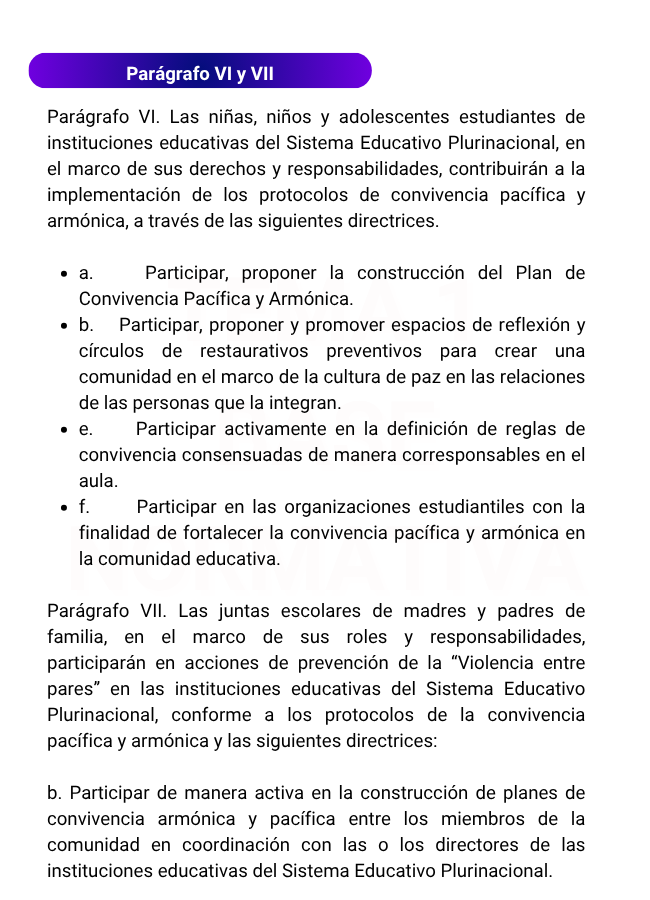 Parágrafo VI y VII
Parágrafo VI. Las niñas, niños y adolescentes estudiantes de
instituciones educativas del Sistema Educativo Plurinacional, en
el marco de sus derechos y responsabilidades, contribuirán a la
implementación de los protocolos de convivencia pacífica y
armónica, a través de las siguientes directrices.
• a. Participar, proponer la construcción del Plan de
Convivencia Pacífica y Armónica.
• b. Participar, proponer y promover espacios de reflexión y
círculos de restaurativos preventivos para crear una
comunidad en el marco de la cultura de paz en las relaciones
de las personas que la integran.
• e. Participar activamente en la definición de reglas de
convivencia consensuadas de manera corresponsables en el
aula.
• f. Participar en las organizaciones estudiantiles con la
finalidad de fortalecer la convivencia pacífica y armónica en
la comunidad educativa.
Parágrafo VII. Las juntas escolares de madres y padres de
familia, en el marco de sus roles y responsabilidades,
participarán en acciones de prevención de la “Violencia entre
pares” en las instituciones educativas del Sistema Educativo
Plurinacional, conforme a los protocolos de la convivencia
pacífica y armónica y las siguientes directrices:
b. Participar de manera activa en la construcción de planes de
convivencia armónica y pacífica entre los miembros de la
comunidad en coordinación con las o los directores de las
instituciones educativas del Sistema Educativo Plurinacional.